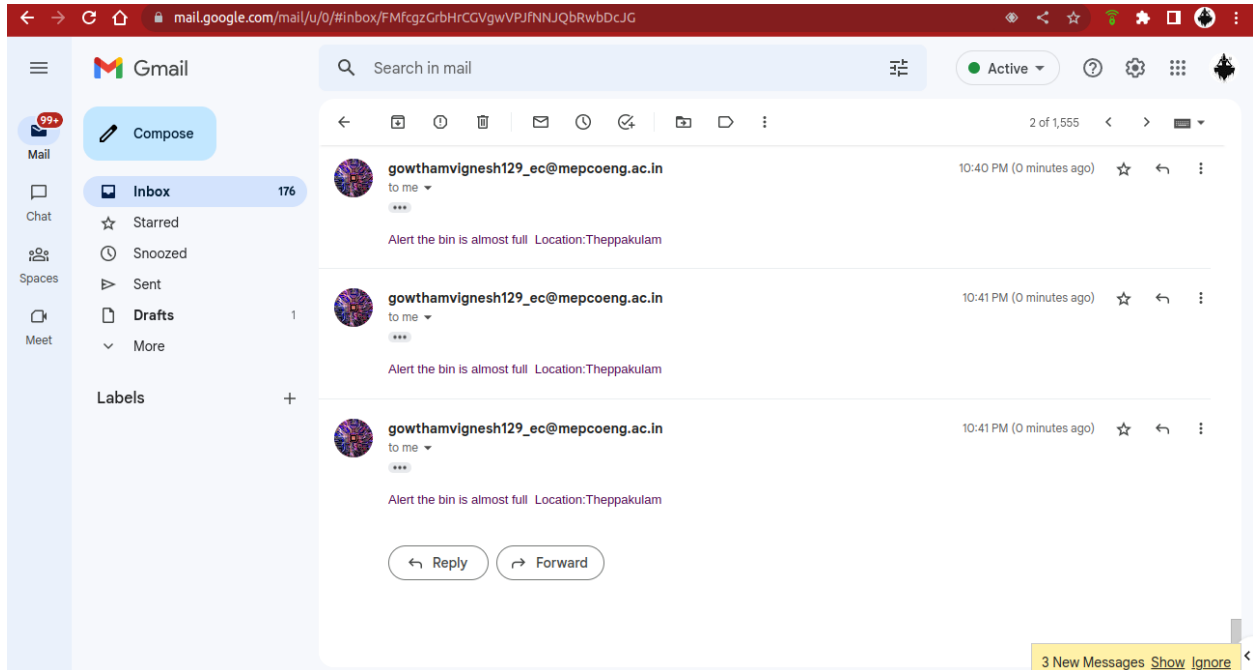 mail.google.com/mail/u/0/#inbox/FMfcgzGrbHrCGVgwVPJfNNJQbRwbDcJG
Gmail
Search in mail
Active
99+
Mail
Chat
Spaces
Meet
Compose
Inbox 176
Starred
Snoozed
Sent
Drafts 1
More
Labels
2 of 1,555
gowthamvignesh129_ec@mepcoeng.ac.in 10:40 PM (0 minutes ago)
to me
Alert the bin is almost full Location:Theppakulam
gowthamvignesh129_ec@mepcoeng.ac.in 10:41 PM (0 minutes ago)
to me
Alert the bin is almost full Location:Theppakulam
gowthamvignesh129_ec@mepcoeng.ac.in 10:41 PM (0 minutes ago)
to me
Alert the bin is almost full Location:Theppakulam
Reply Forward
3 New Messages Show Ignore